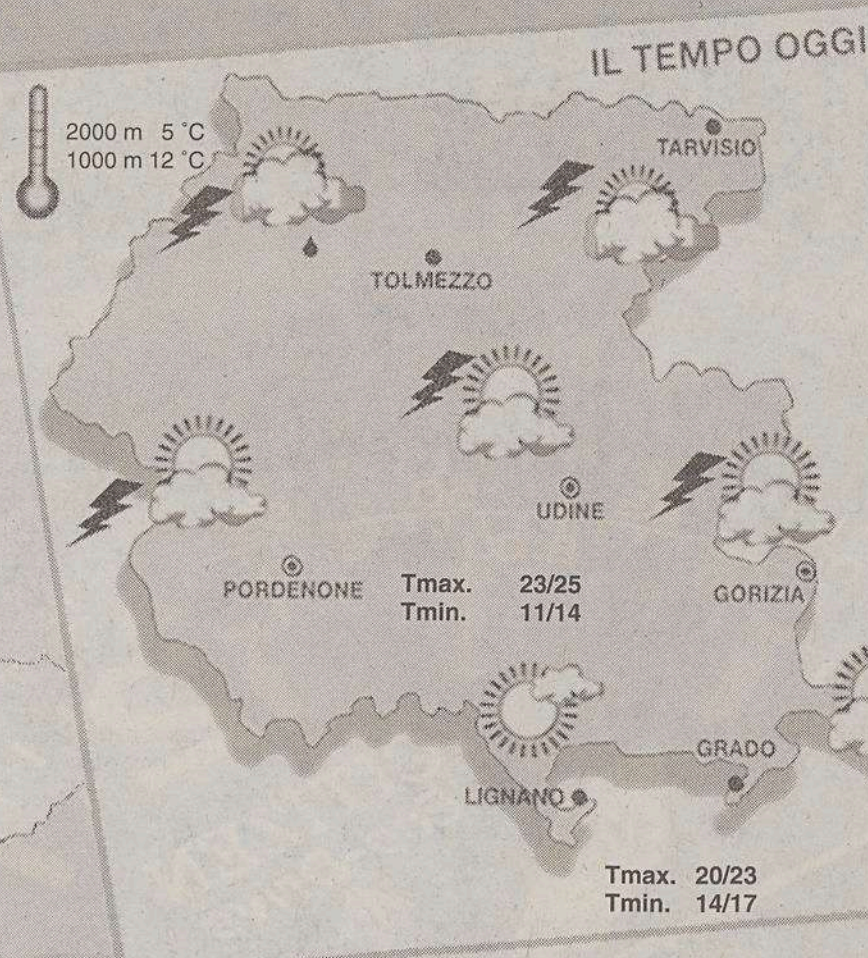 IL TEMPO OGGI
2000 m 5 °C
1000 m 12 °C
TARVISIO
TOLMEZZO
UDINE
PORDENONE
GORIZIA
Tmax. 23/25
Tmin. 11/14
GRADO
LIGNANO
Tmax. 20/23
Tmin. 14/17